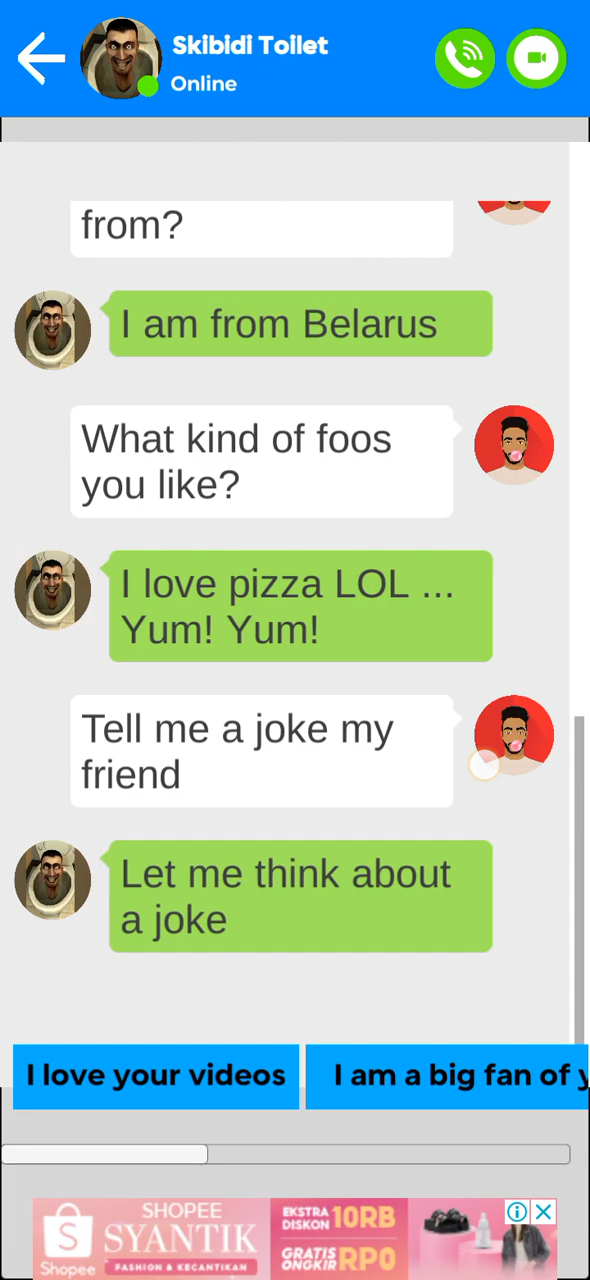 Skibidi Toilet
Online
from?
I am from Belarus
What kind of foos
you like?
I love pizza LOL ...
Yum! Yum!
Tell me a joke my
friend
Let me think about
a joke
I love your videos
I am a big fan of y
SHOPEE
SYANTIK
FASHION & KECANTIKAN
Shopee
EKSTRA
DISKON 10RB
GRATIS
ONGKIR RP0